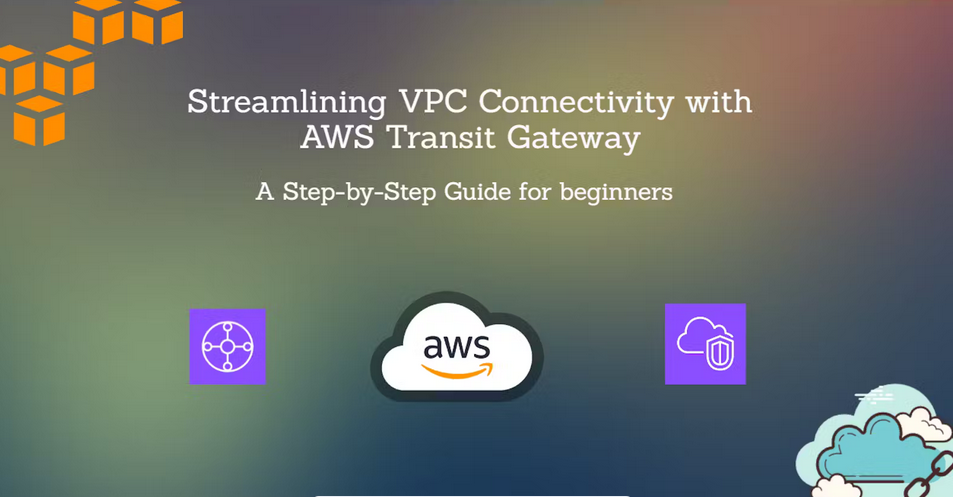 Streamlining VPC Connectivity with
AWS Transit Gateway
A Step-by-Step Guide for beginners
aws